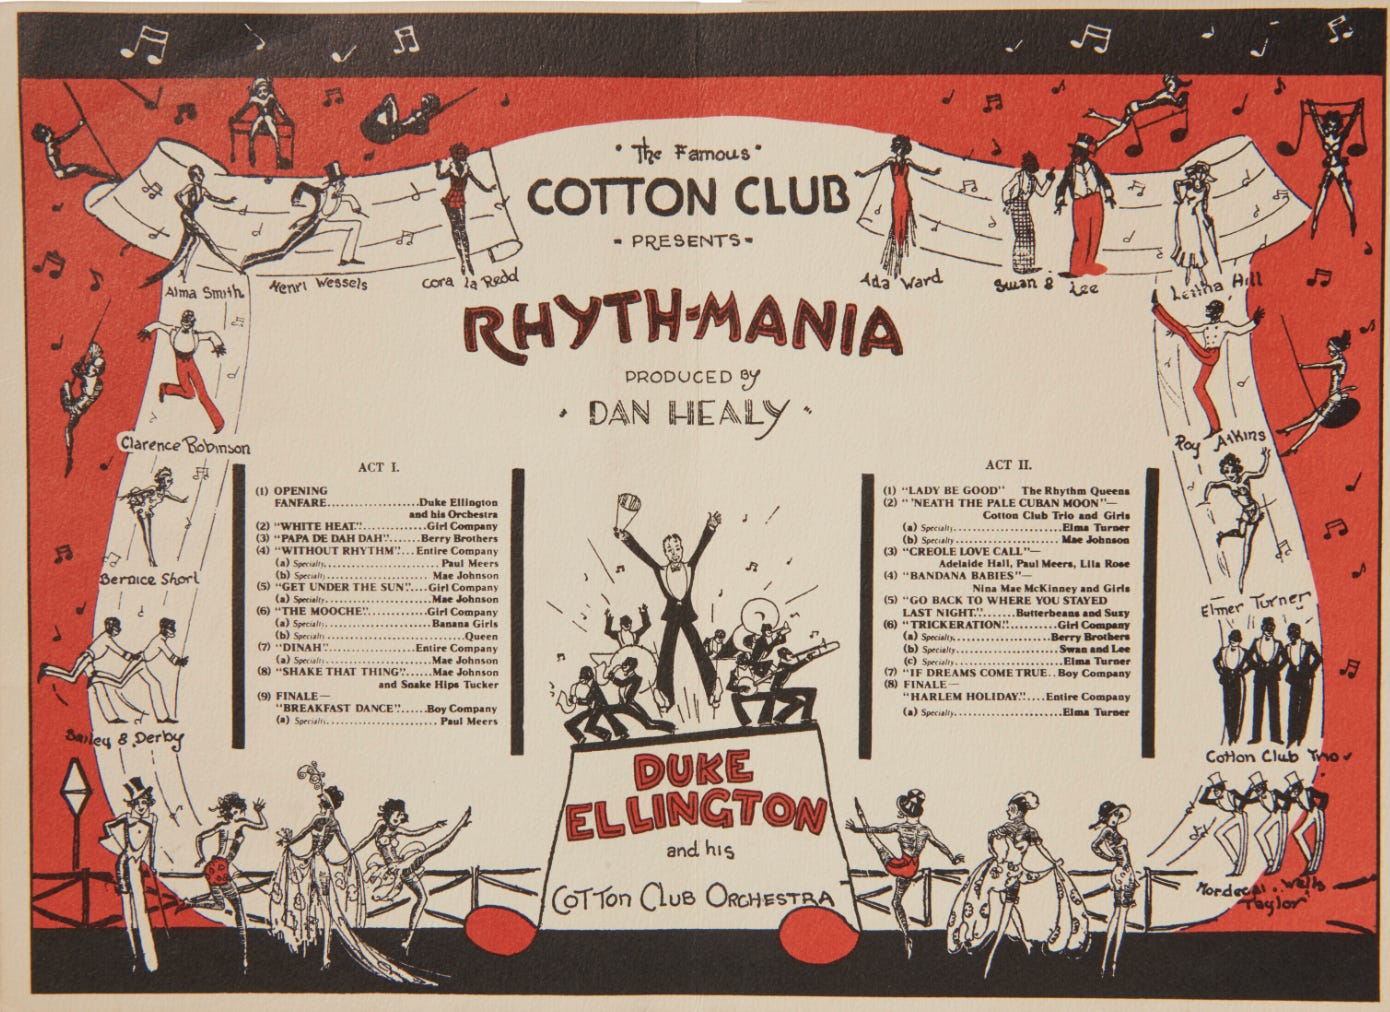 "The Famous"
COTTON CLUB
- PRESENTS -
RHYTH-MANIA
PRODUCED BY
· DAN HEALY ·
Alma Smith
Henri Wessels
Cora la Redd
Ada Ward
Swan & Lee
Letha Hill
Clarence Robinson
Roy Atkins
Bernice Short
Elmer Turner
Bailey & Derby
Cotton Club Trio
Mordecai . Wells
Taylor
ACT I.
(1) OPENING
FANFARE....................Duke Ellington
and his Orchestra
(2) "WHITE HEAT"...............Girl Company
(3) "PAPA DE DAH DAH".......Berry Brothers
(4) "WITHOUT RHYTHM"....Entire Company
(a) Specialty.........................Paul Meers
(b) Specialty.......................Mae Johnson
(5) "GET UNDER THE SUN".....Girl Company
(a) Specialty.......................Mae Johnson
(6) "THE MOOCHE"..............Girl Company
(a) Specialty.......................Banana Girls
(b) Specialty...............................Queen
(7) "DINAH"....................Entire Company
(a) Specialty.......................Mae Johnson
(8) "SHAKE THAT THING"......Mae Johnson
and Snake Hips Tucker
(9) FINALE—
"BREAKFAST DANCE"......Boy Company
(a) Specialty.........................Paul Meers
ACT II.
(1) "LADY BE GOOD" The Rhythm Queens
(2) "'NEATH THE PALE CUBAN MOON"—
Cotton Club Trio and Girls
(a) Specialty........................Elma Turner
(b) Specialty........................Mae Johnson
(3) "CREOLE LOVE CALL"—
Adelaide Hall, Paul Meers, Lila Rose
(4) "BANDANA BABIES"—
Nina Mae McKinney and Girls
(5) "GO BACK TO WHERE YOU STAYED
LAST NIGHT"........Butterbeans and Suzy
(6) "TRICKERATION"...........Girl Company
(a) Specialty.....................Berry Brothers
(b) Specialty.......................Swan and Lee
(c) Specialty........................Elma Turner
(7) "IF DREAMS COME TRUE..Boy Company
(8) FINALE—
"HARLEM HOLIDAY".....Entire Company
(a) Specialty........................Elma Turner
DUKE
ELLINGTON
and his
COTTON CLUB ORCHESTRA